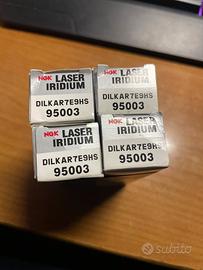 NGK LASER
IRIDIUM
DILKAR7E9HS
95003
NGK LASER
IRIDIUM
DILKAR7E9HS
95003
NGK LASER
IRIDIUM
DILKAR7E9HS
95003
NGK LASER
IRIDIUM
DILKAR7E9HS
95003
subito